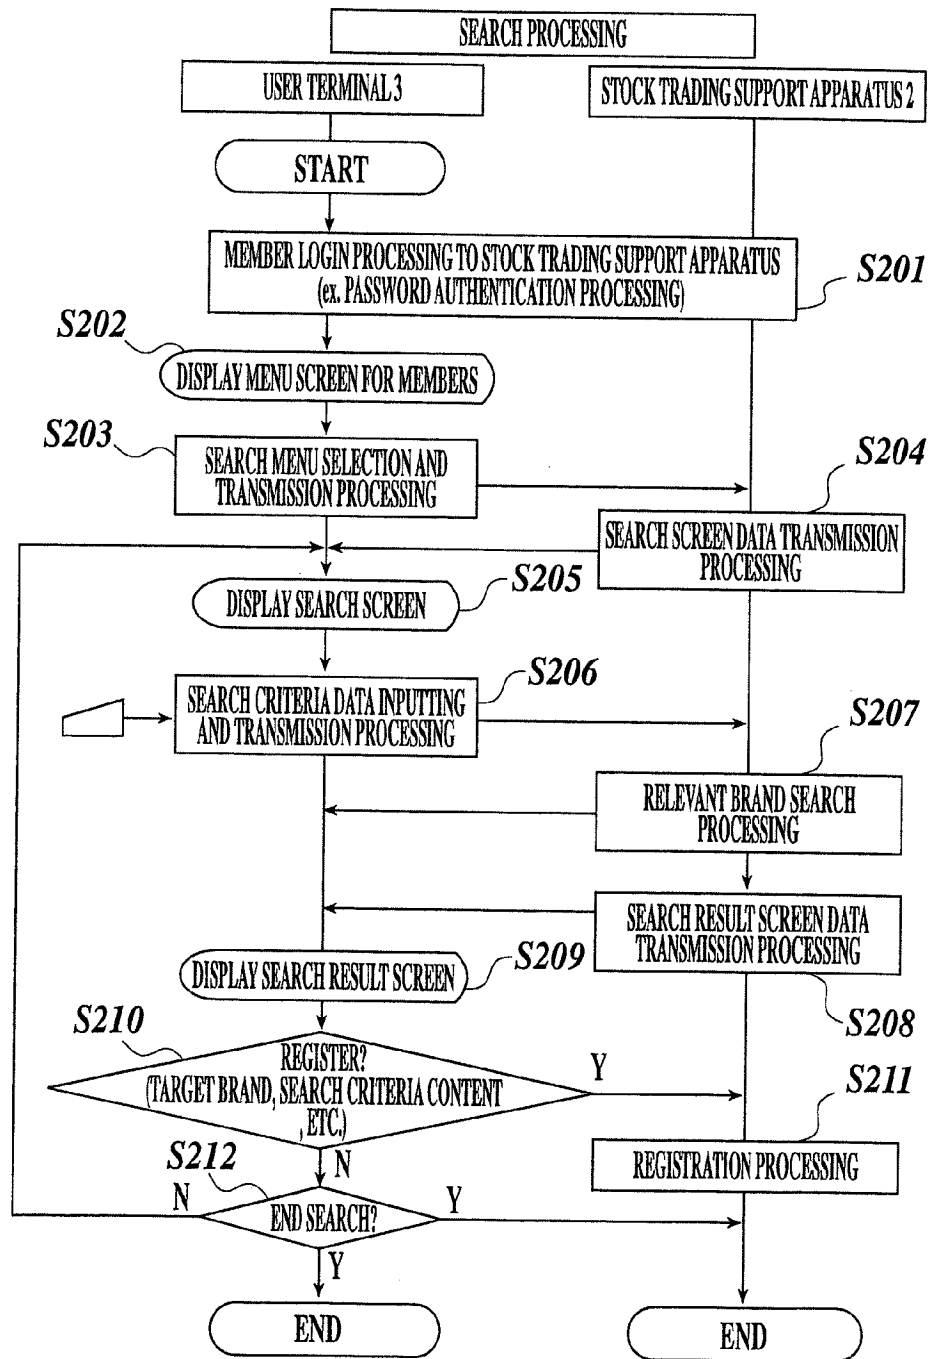 SEARCH PROCESSING
USER TERMINAL 3
STOCK TRADING SUPPORT APPARATUS 2
START
MEMBER LOGIN PROCESSING TO STOCK TRADING SUPPORT APPARATUS
(ex. PASSWORD AUTHENTICATION PROCESSING)
S201
S202
DISPLAY MENU SCREEN FOR MEMBERS
S203
SEARCH MENU SELECTION AND
TRANSMISSION PROCESSING
S204
SEARCH SCREEN DATA TRANSMISSION
PROCESSING
S205
DISPLAY SEARCH SCREEN
S206
SEARCH CRITERIA DATA INPUTTING
AND TRANSMISSION PROCESSING
S207
RELEVANT BRAND SEARCH
PROCESSING
SEARCH RESULT SCREEN DATA
TRANSMISSION PROCESSING
S208
DISPLAY SEARCH RESULT SCREEN
S209
S210
REGISTER?
(TARGET BRAND, SEARCH CRITERIA CONTENT
, ETC.)
Y
N
S211
REGISTRATION PROCESSING
S212
END SEARCH?
N
Y
Y
END
END